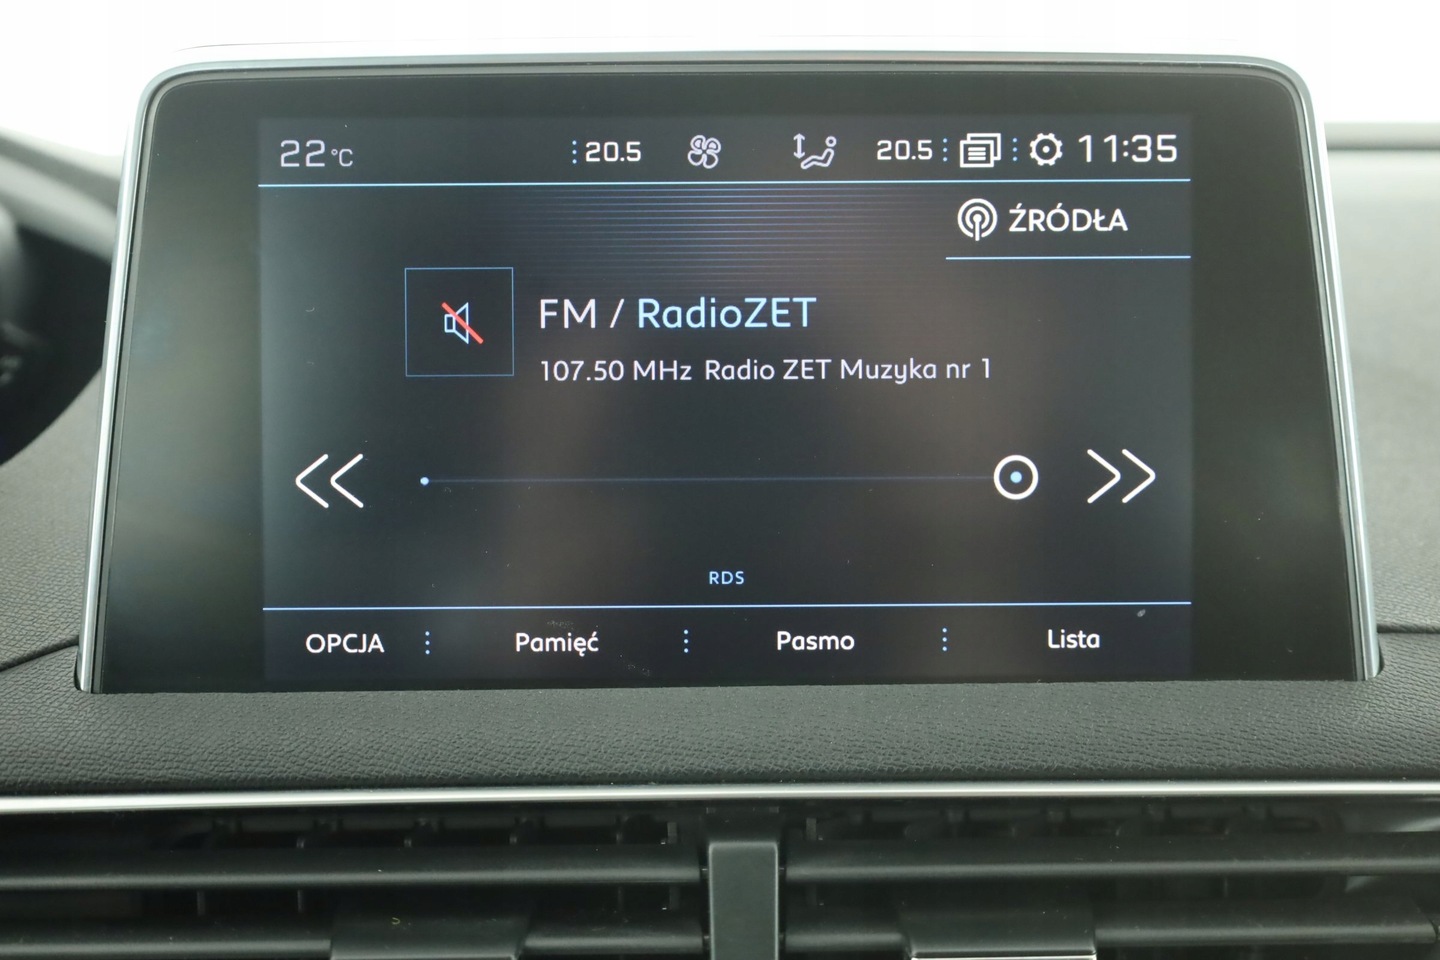 22°C 20.5 20.5 11:35
ŹRÓDŁA
FM / RadioZET
107.50 MHz Radio ZET Muzyka nr 1
RDS
OPCJA Pamięć Pasmo Lista